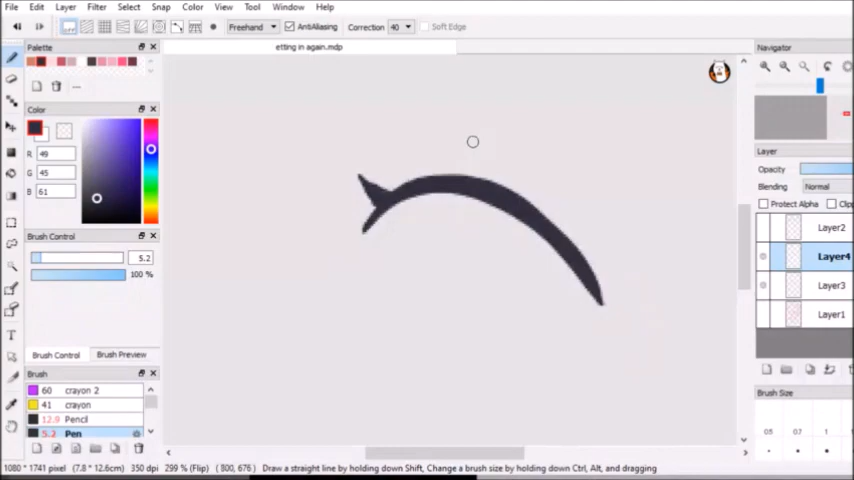 File Edit Layer Filter Select Snap Color View Tool Window Help
OFF Freehand AntiAliasing Correction 40 Soft Edge
Palette
etting in again.mdp
Navigator
Color
R 49
G 45
B 61
Layer
Opacity
Blending Normal
Protect Alpha Clip
Layer2
Brush Control
5.2
Layer4
100 %
Layer3
Layer1
Brush Control Brush Preview
Brush
60 crayon 2
41 crayon
12.9 Pencil
5.2 Pen
Brush Size
0.5 0.7 1
1080 * 1741 pixel (7.8 * 12.6cm) 350 dpi 299 % (Flip) ( 800, 676 ) Draw a straight line by holding down Shift, Change a brush size by holding down Ctrl, Alt, and dragging